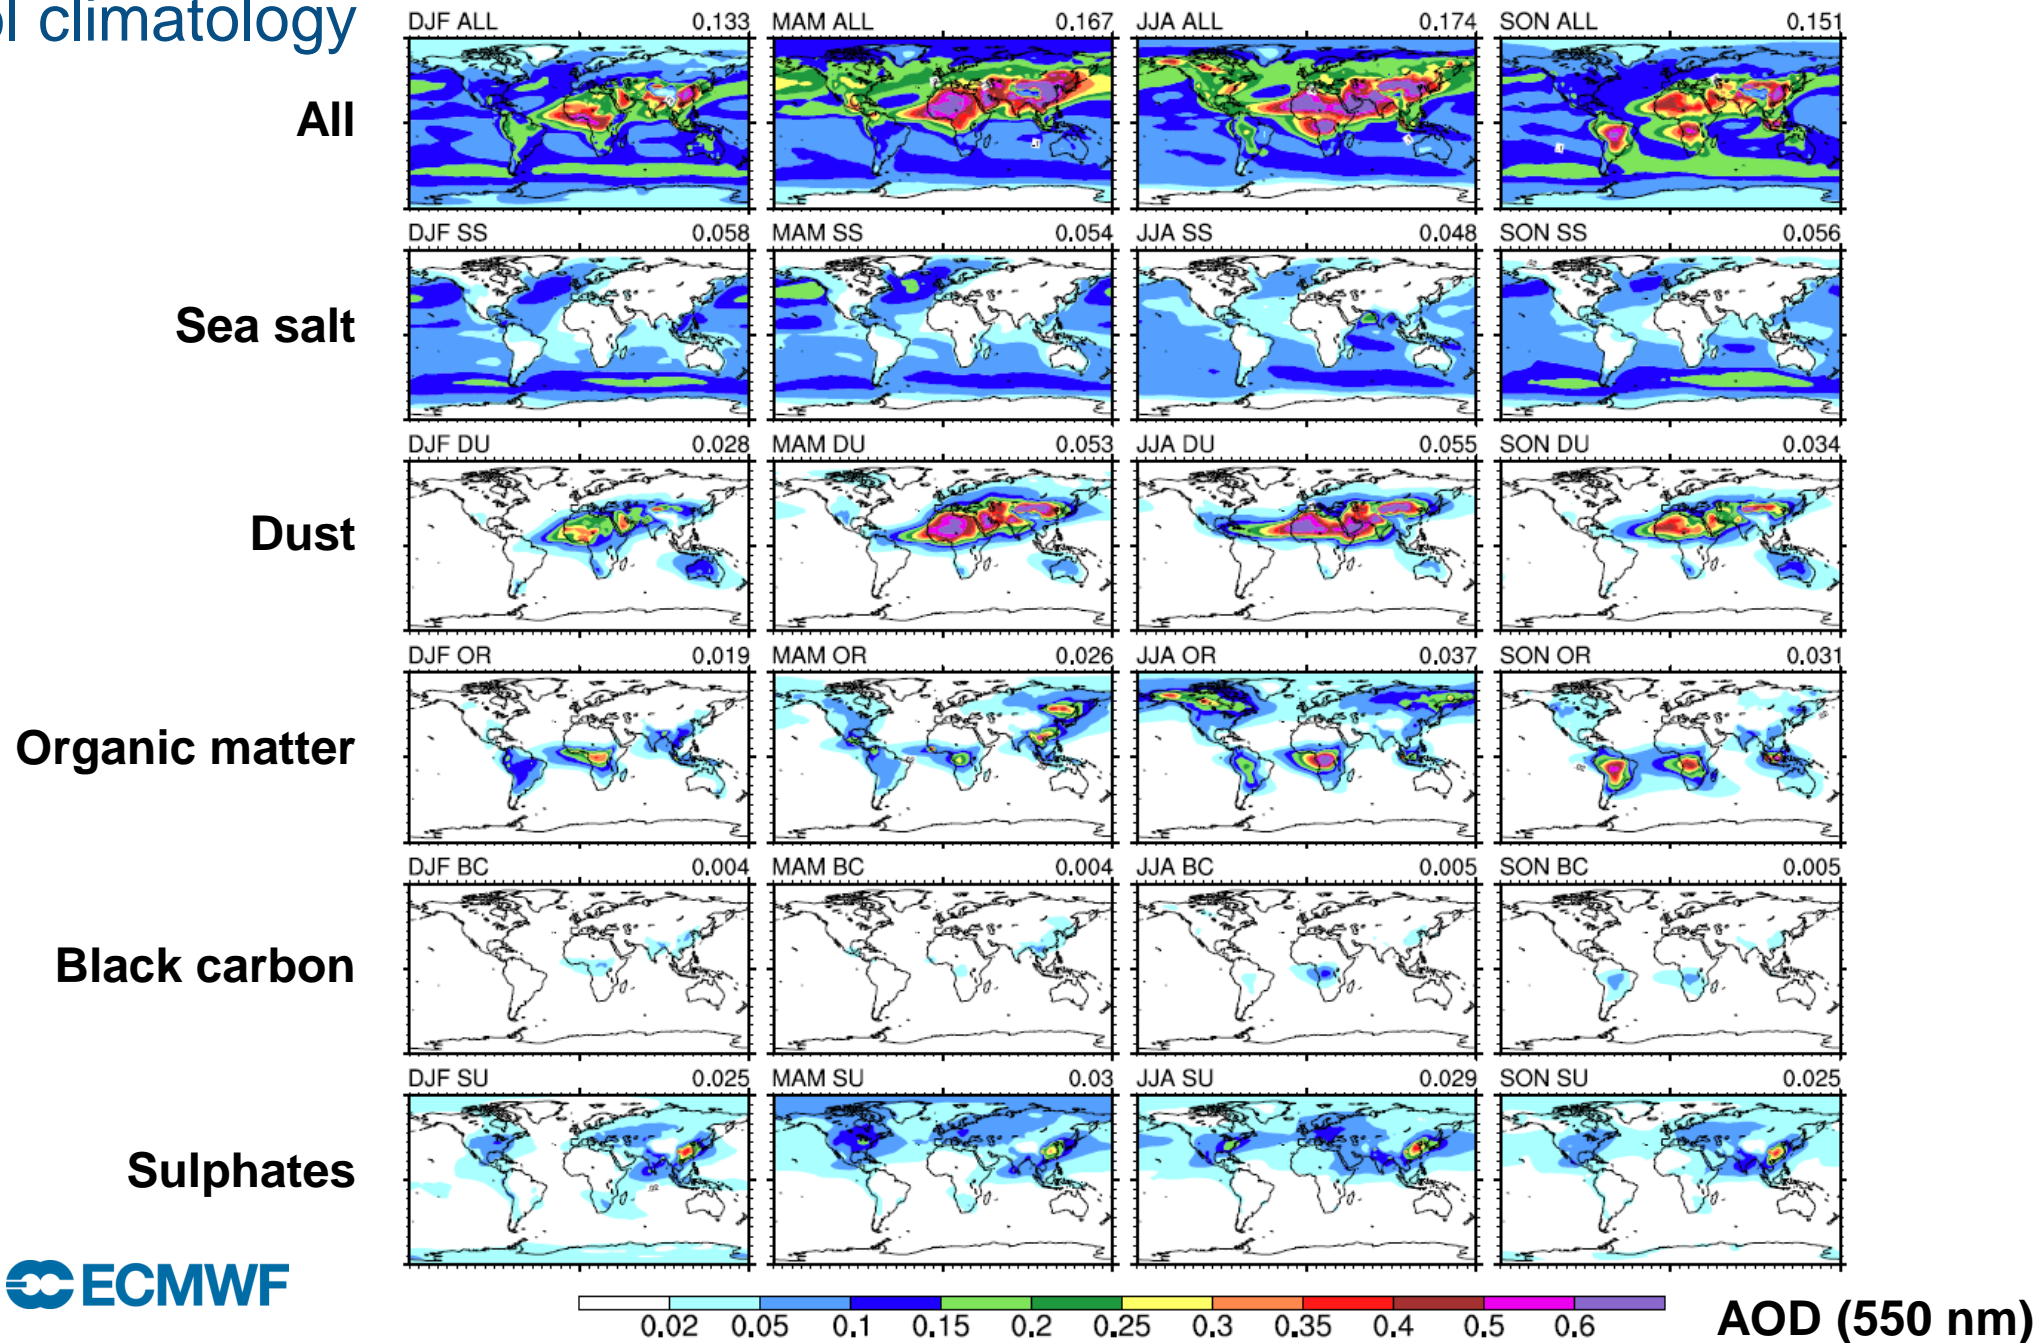 ol climatology
DJF ALL 0.133 MAM ALL 0.167 JJA ALL 0.174 SON ALL 0.151
All
DJF SS 0.058 MAM SS 0.054 JJA SS 0.048 SON SS 0.056
Sea salt
DJF DU 0.028 MAM DU 0.053 JJA DU 0.055 SON DU 0.034
Dust
DJF OR 0.019 MAM OR 0.026 JJA OR 0.037 SON OR 0.031
Organic matter
DJF BC 0.004 MAM BC 0.004 JJA BC 0.005 SON BC 0.005
Black carbon
DJF SU 0.025 MAM SU 0.03 JJA SU 0.029 SON SU 0.025
Sulphates
ECMWF
0.02 0.05 0.1 0.15 0.2 0.25 0.3 0.35 0.4 0.5 0.6
AOD (550 nm)